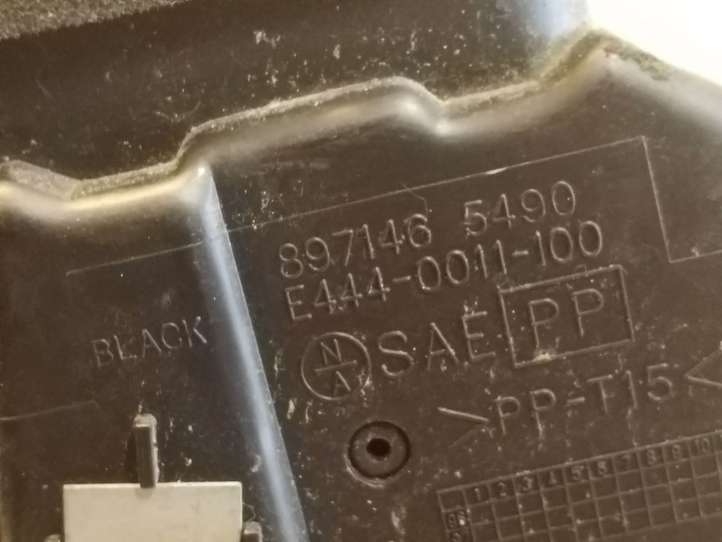 897146 5490
E444-0011-100
BLACK
N
A
SAE PP
>PP-T15<
1 2 3 4 5 6 7 8 9 10